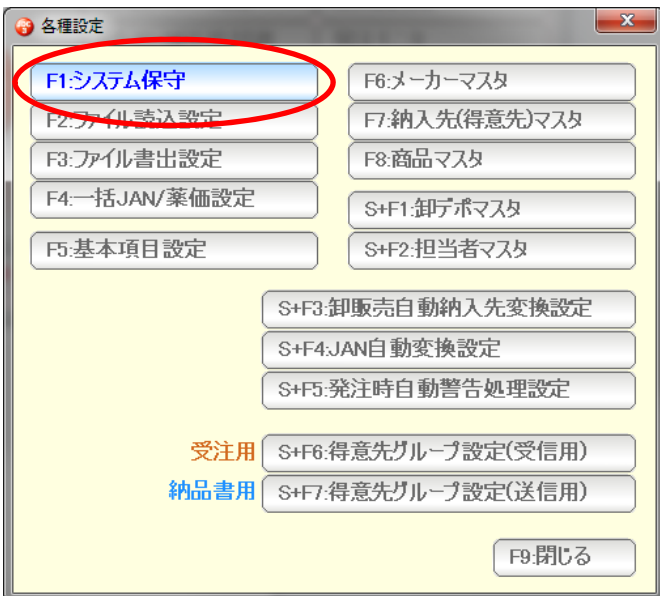 各種設定
F1:システム保守
F2:ファイル読込設定
F3:ファイル書出設定
F4:一括JAN/薬価設定
F5:基本項目設定
F6:メーカーマスタ
F7:納入先(得意先)マスタ
F8:商品マスタ
S+F1:卸デポマスタ
S+F2:担当者マスタ
S+F3:卸販売自動納入先変換設定
S+F4:JAN自動変換設定
S+F5:発注時自動警告処理設定
受注用 S+F6:得意先グループ設定(受信用)
納品書用 S+F7:得意先グループ設定(送信用)
F9:閉じる